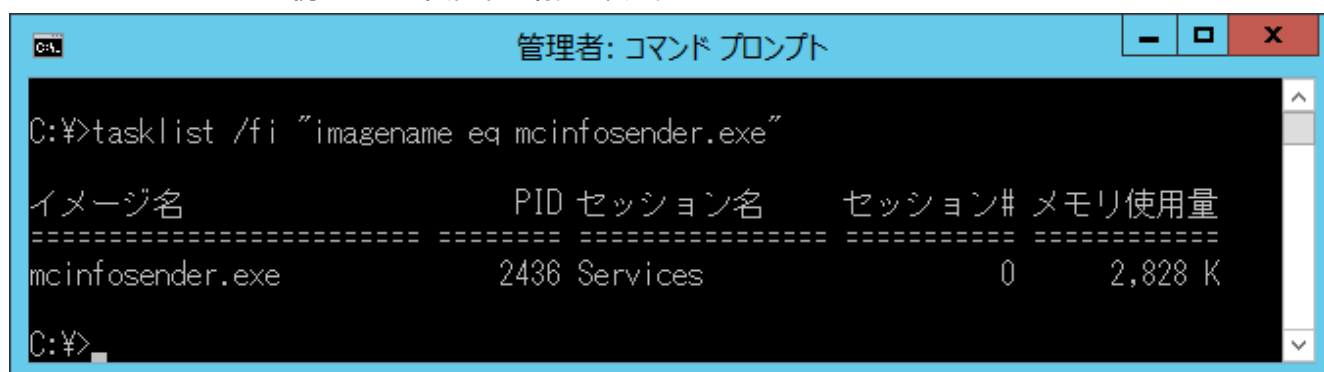 管理者: コマンド プロンプト
C:¥>tasklist /fi "imagename eq mcinfosender.exe"
イメージ名                     PID セッション名     セッション# メモリ使用量
========================= ======== ================ =========== ============
mcinfosender.exe              2436 Services                   0      2,828 K
C:¥>